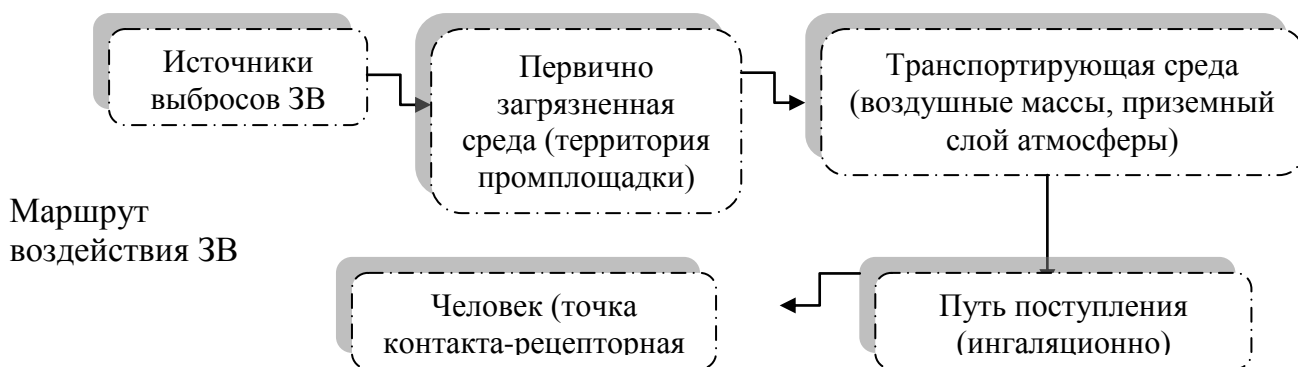 Источники
выбросов ЗВ
Первично
загрязненная
среда (территория
промплощадки)
Транспортирующая среда
(воздушные массы, приземный
слой атмосферы)
Маршрут
воздействия ЗВ
Человек (точка
контакта-рецепторная
Путь поступления
(ингаляционно)